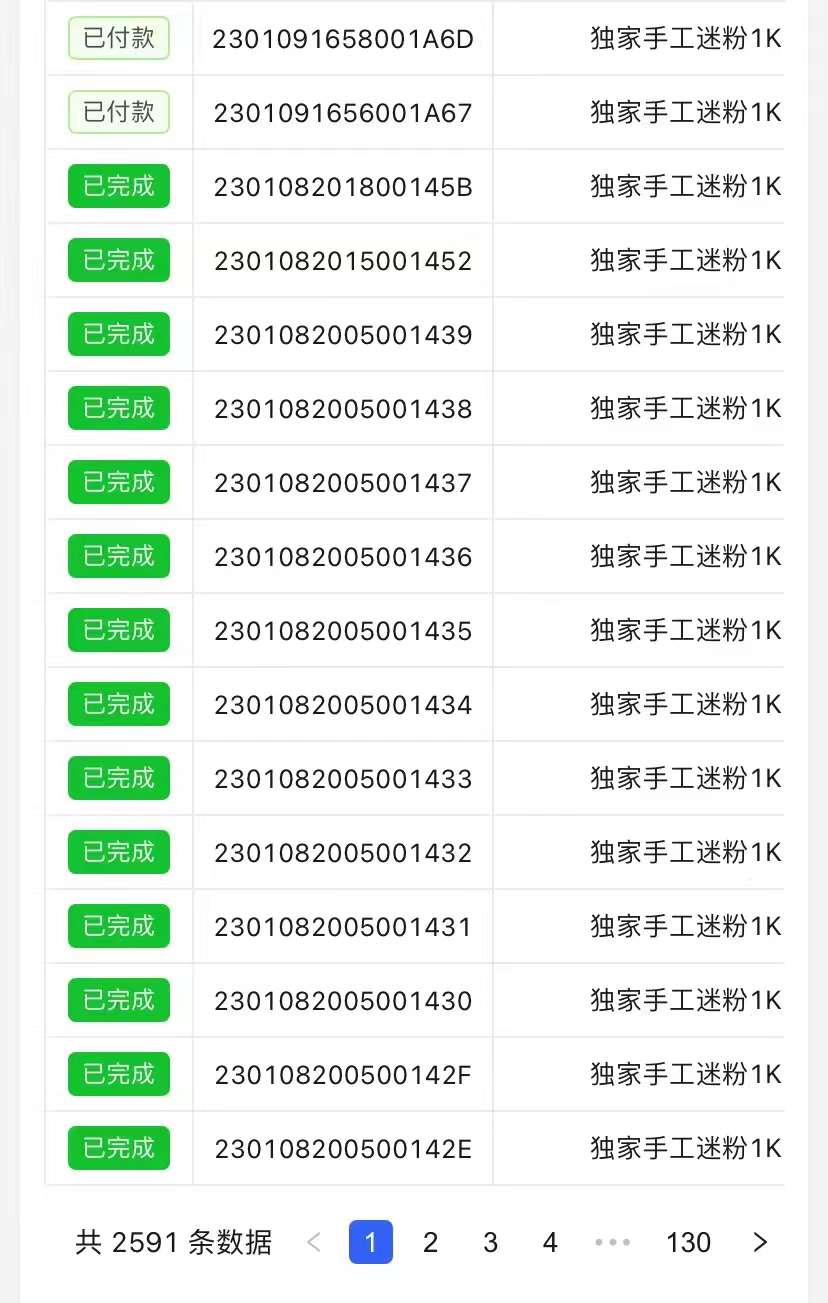 已付款 2301091658001A6D 独家手工迷粉1K
已付款 2301091656001A67 独家手工迷粉1K
已完成 230108201800145B 独家手工迷粉1K
已完成 2301082015001452 独家手工迷粉1K
已完成 2301082005001439 独家手工迷粉1K
已完成 2301082005001438 独家手工迷粉1K
已完成 2301082005001437 独家手工迷粉1K
已完成 2301082005001436 独家手工迷粉1K
已完成 2301082005001435 独家手工迷粉1K
已完成 2301082005001434 独家手工迷粉1K
已完成 2301082005001433 独家手工迷粉1K
已完成 2301082005001432 独家手工迷粉1K
已完成 2301082005001431 独家手工迷粉1K
已完成 2301082005001430 独家手工迷粉1K
已完成 230108200500142F 独家手工迷粉1K
已完成 230108200500142E 独家手工迷粉1K
共 2591 条数据 < 1 2 3 4 ••• 130 >